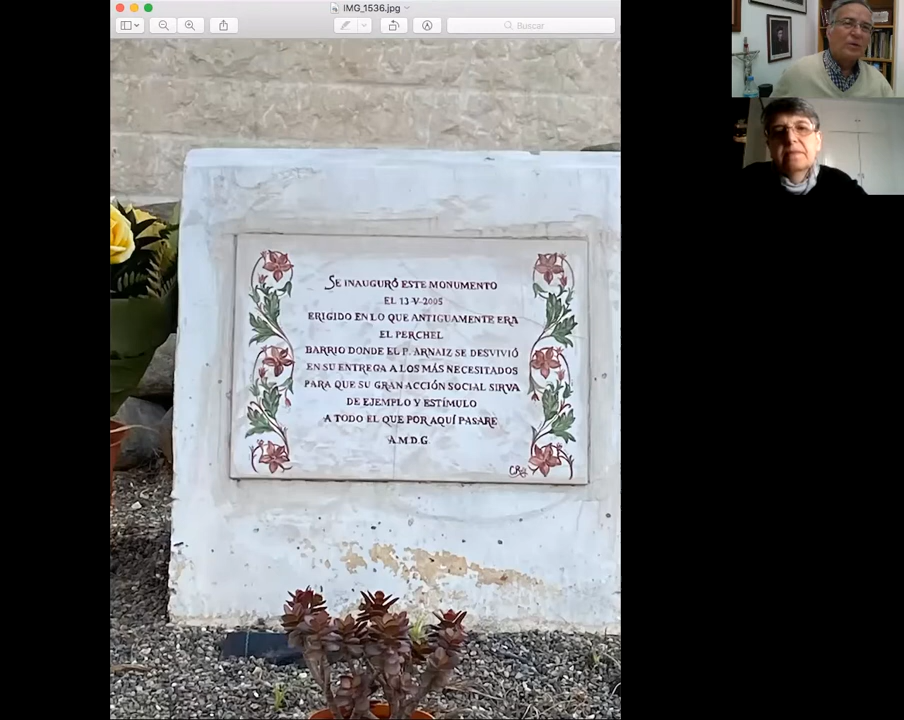 IMG_1536.jpg
Buscar
SE INAUGURÓ ESTE MONUMENTO
EL 13-V-2005
ERIGIDO EN LO QUE ANTIGUAMENTE ERA
EL PERCHEL
BARRIO DONDE EL P. ARNAIZ SE DESVIVIÓ
EN SU ENTREGA A LOS MÁS NECESITADOS
PARA QUE SU GRAN ACCIÓN SOCIAL SIRVA
DE EJEMPLO Y ESTÍMULO
A TODO EL QUE POR AQUÍ PASARE
A.M.D.G.